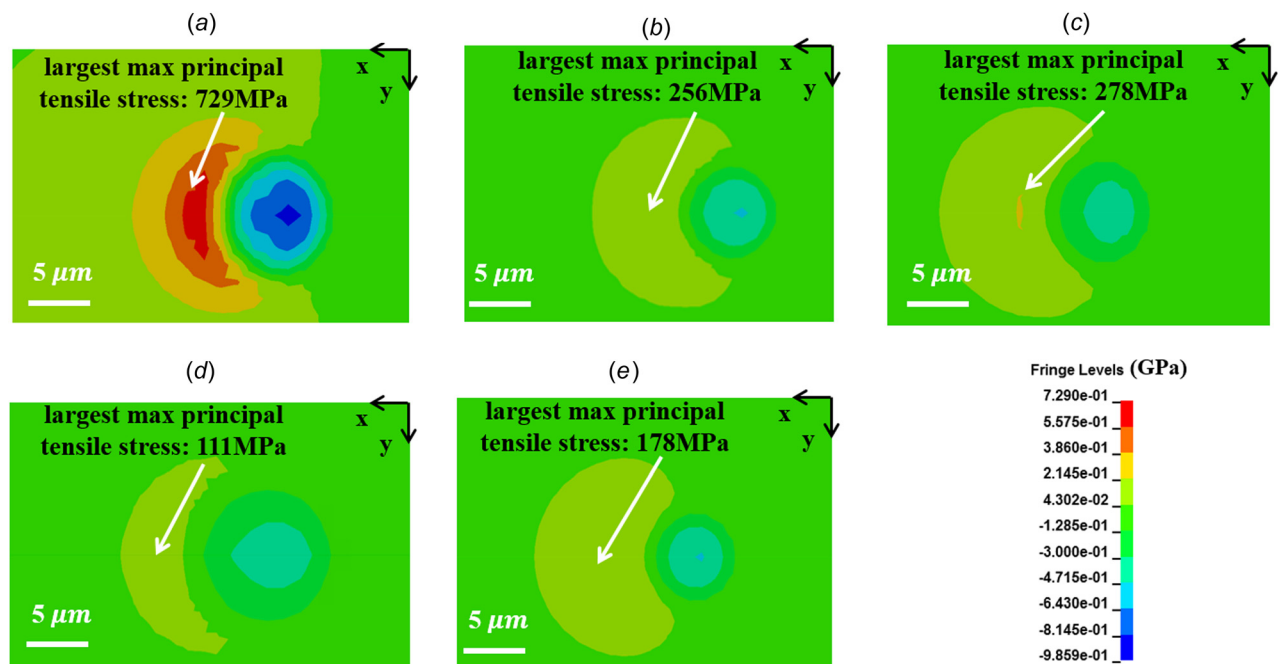 (a)
largest max principal
tensile stress: 729MPa
x
y
5 μm
(b)
largest max principal
tensile stress: 256MPa
x
y
5 μm
(c)
largest max principal
tensile stress: 278MPa
x
y
5 μm
(d)
largest max principal
tensile stress: 111MPa
x
y
5 μm
(e)
largest max principal
tensile stress: 178MPa
x
y
5 μm
Fringe Levels (GPa)
7.290e-01
5.575e-01
3.860e-01
2.145e-01
4.302e-02
-1.285e-01
-3.000e-01
-4.715e-01
-6.430e-01
-8.145e-01
-9.859e-01